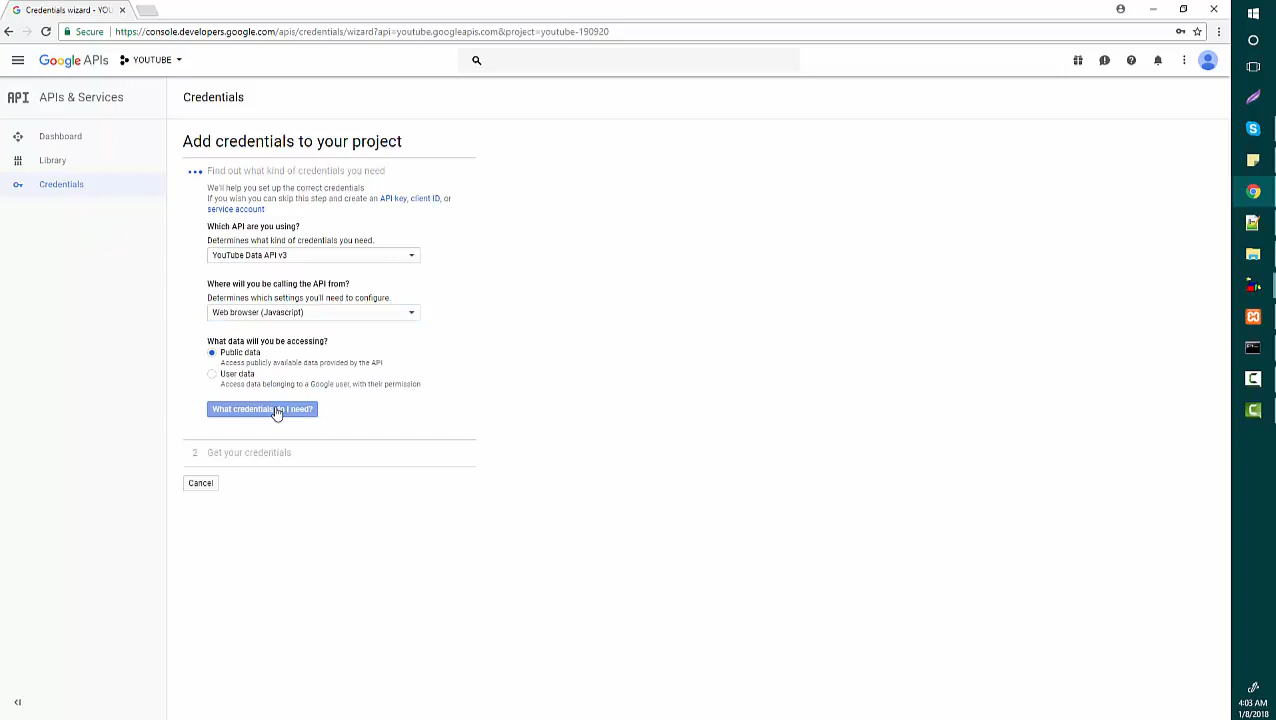 Credentials wizard - YOU
Secure
https://console.developers.google.com/apis/credentials/wizard?api=youtube.googleapis.com&project=youtube-190920
Google APIs
YOUTUBE
API APIs & Services
Credentials
Dashboard
Library
Credentials
Add credentials to your project
Find out what kind of credentials you need
We'll help you set up the correct credentials
If you wish you can skip this step and create an API key, client ID, or
service account
Which API are you using?
Determines what kind of credentials you need.
YouTube Data API v3
Where will you be calling the API from?
Determines which settings you'll need to configure.
Web browser (Javascript)
What data will you be accessing?
Public data
Access publicly available data provided by the API
User data
Access data belonging to a Google user, with their permission
What credentials do I need?
2 Get your credentials
Cancel
4:03 AM
1/8/2018